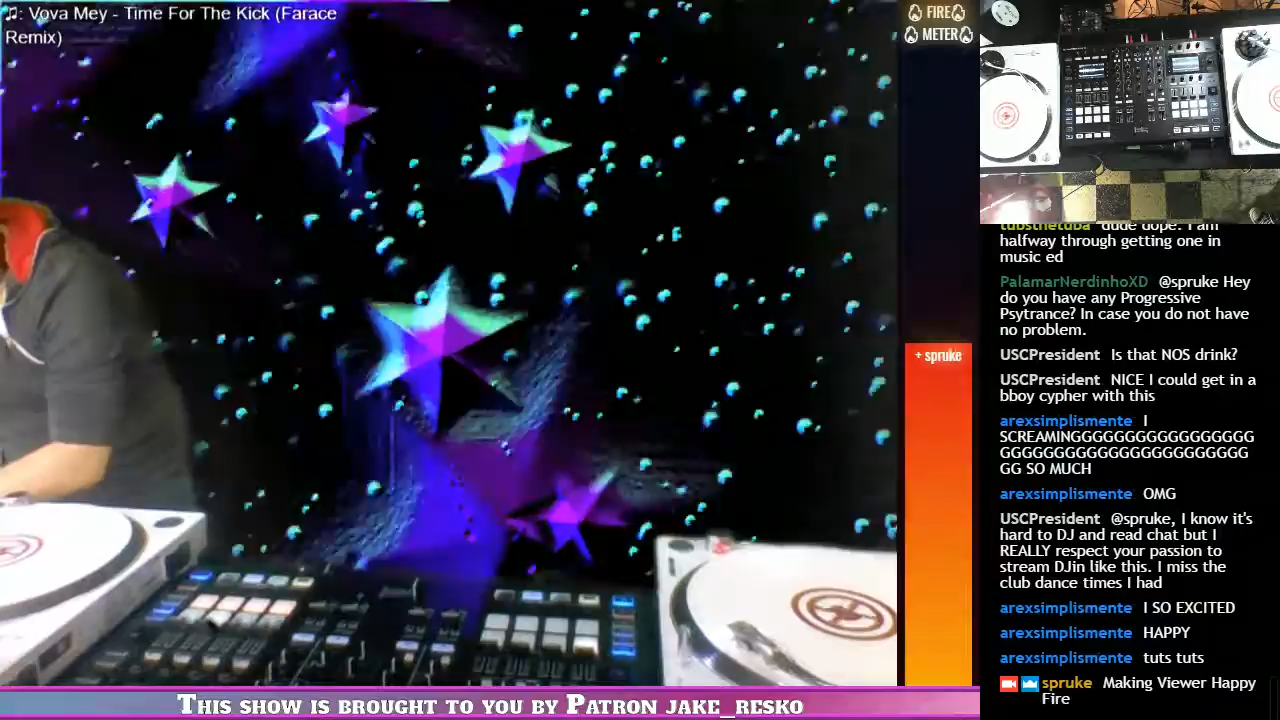 ♫: Vova Mey - Time For The Kick (Farace
Remix)
FIRE
METER
+ spruke
tubsthetuba dude dope. I am
halfway through getting one in
music ed
PalamarNerdinhoXD @spruke Hey
do you have any Progressive
Psytrance? In case you do not have
no problem.
USCPresident Is that NOS drink?
USCPresident NICE I could get in a
bboy cypher with this
arexsimplismente I
SCREAMINGGGGGGGGGGGGGGGGG
GGGGGGGGGGGGGGGGGGGGGGG
GG SO MUCH
arexsimplismente OMG
USCPresident @spruke, I know it's
hard to DJ and read chat but I
REALLY respect your passion to
stream DJin like this. I miss the
club dance times I had
arexsimplismente I SO EXCITED
arexsimplismente HAPPY
arexsimplismente tuts tuts
spruke Making Viewer Happy
Fire
This show is brought to you by Patron jake_resko